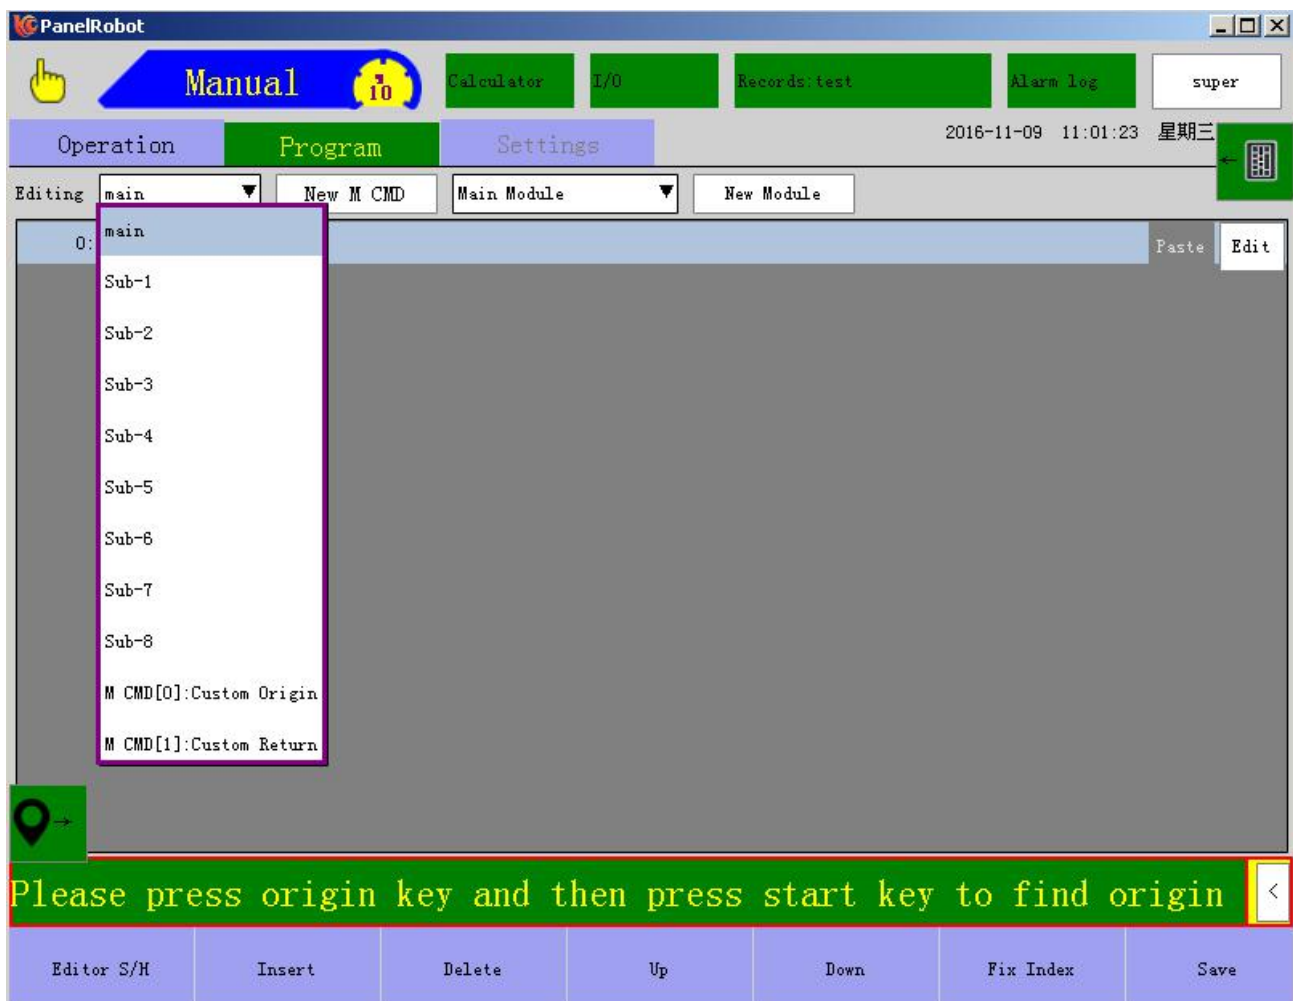 PanelRobot
Manual
10
Calculator
I/O
Records:test
Alarm log
super
Operation
Program
Settings
2016-11-09 11:01:23 星期三
Editing
main
New M CMD
Main Module
New Module
0:
Paste
Edit
main
Sub-1
Sub-2
Sub-3
Sub-4
Sub-5
Sub-6
Sub-7
Sub-8
M CMD[0]:Custom Origin
M CMD[1]:Custom Return
Please press origin key and then press start key to find origin
<
Editor S/H
Insert
Delete
Up
Down
Fix Index
Save